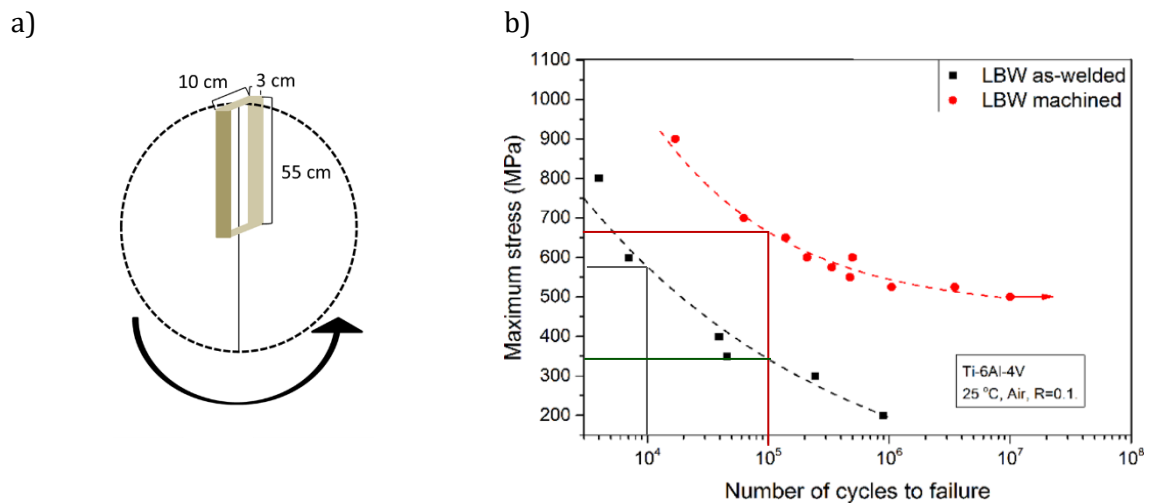 a)
10 cm
3 cm
55 cm
b)
Maximum stress (MPa)
1100
1000
900
800
700
600
500
400
300
200
LBW as-welded
LBW machined
Ti-6Al-4V
25 °C, Air, R=0.1.
10⁴
10⁵
10⁶
10⁷
10⁸
Number of cycles to failure